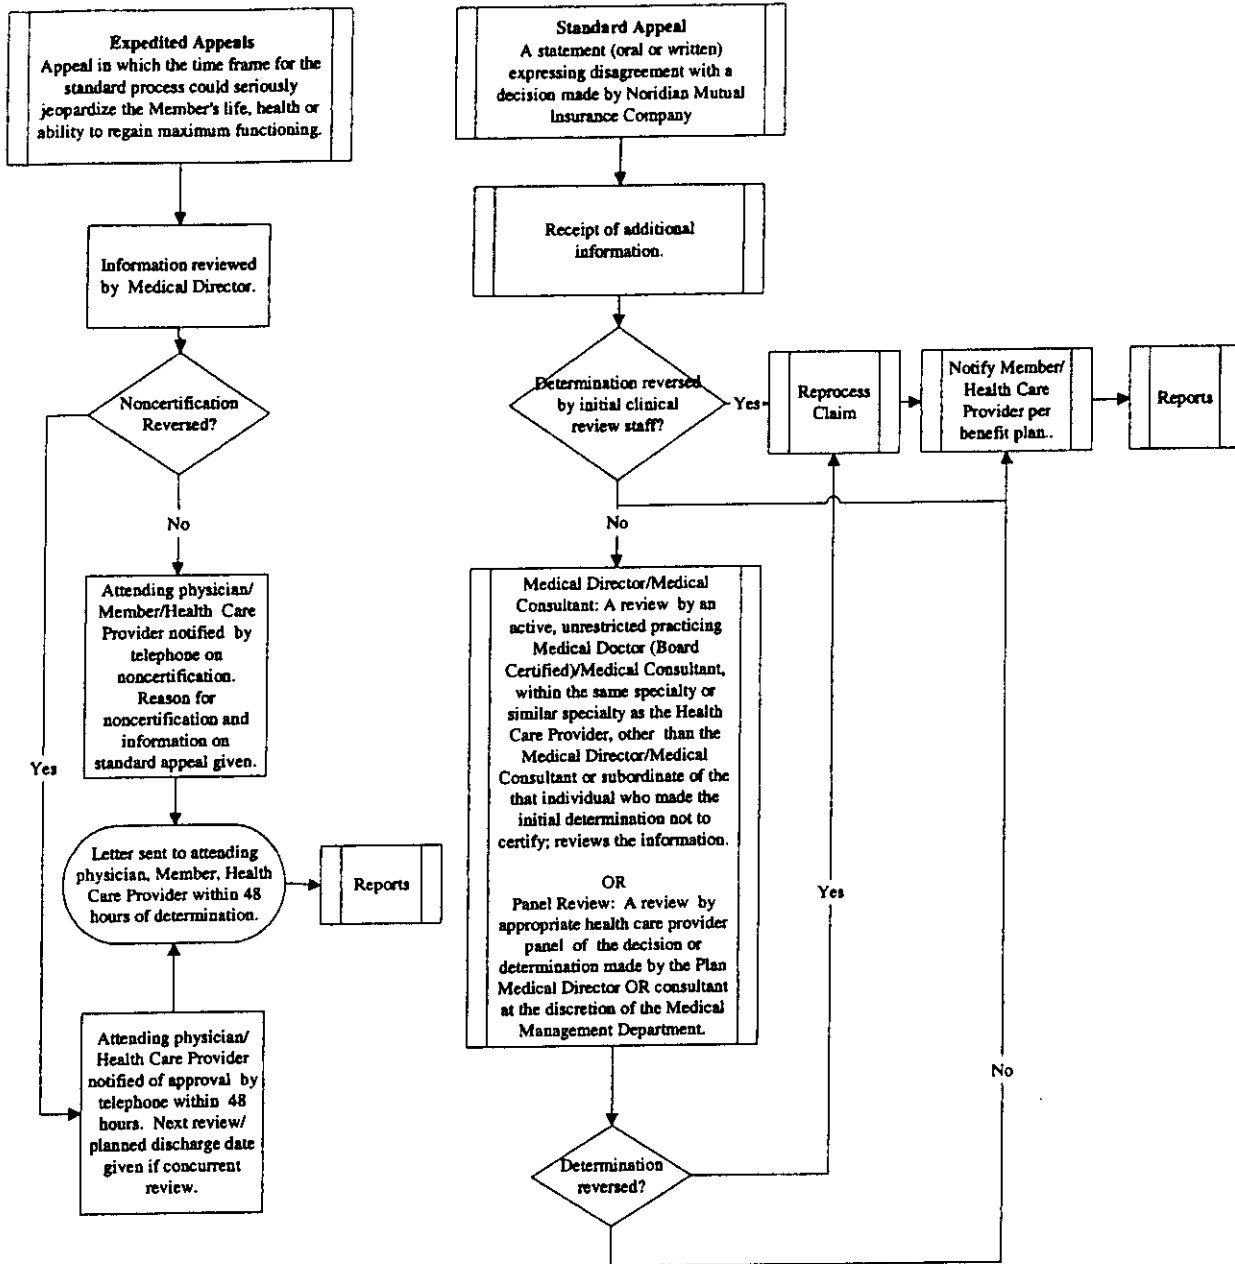 Expedited Appeals
Appeal in which the time frame for the
standard process could seriously
jeopardize the Member's life, health or
ability to regain maximum functioning.
Information reviewed
by Medical Director.
Noncertification
Reversed?
No
Yes
Attending physician/
Member/Health Care
Provider notified by
telephone on
noncertification.
Reason for
noncertification and
information on
standard appeal given.
Letter sent to attending
physician, Member, Health
Care Provider within 48
hours of determination.
Reports
Attending physician/
Health Care Provider
notified of approval by
telephone within 48
hours. Next review/
planned discharge date
given if concurrent
review.
Standard Appeal
A statement (oral or written)
expressing disagreement with a
decision made by Noridian Mutual
Insurance Company
Receipt of additional
information.
Determination reversed
by initial clinical
review staff?
Yes
Reprocess
Claim
Notify Member/
Health Care
Provider per
benefit plan..
Reports
No
Medical Director/Medical
Consultant: A review by an
active, unrestricted practicing
Medical Doctor (Board
Certified)/Medical Consultant,
within the same specialty or
similar specialty as the Health
Care Provider, other than the
Medical Director/Medical
Consultant or subordinate of the
that individual who made the
initial determination not to
certify; reviews the information.
OR
Panel Review: A review by
appropriate health care provider
panel of the decision or
determination made by the Plan
Medical Director OR consultant
at the discretion of the Medical
Management Department.
Yes
No
Determination
reversed?